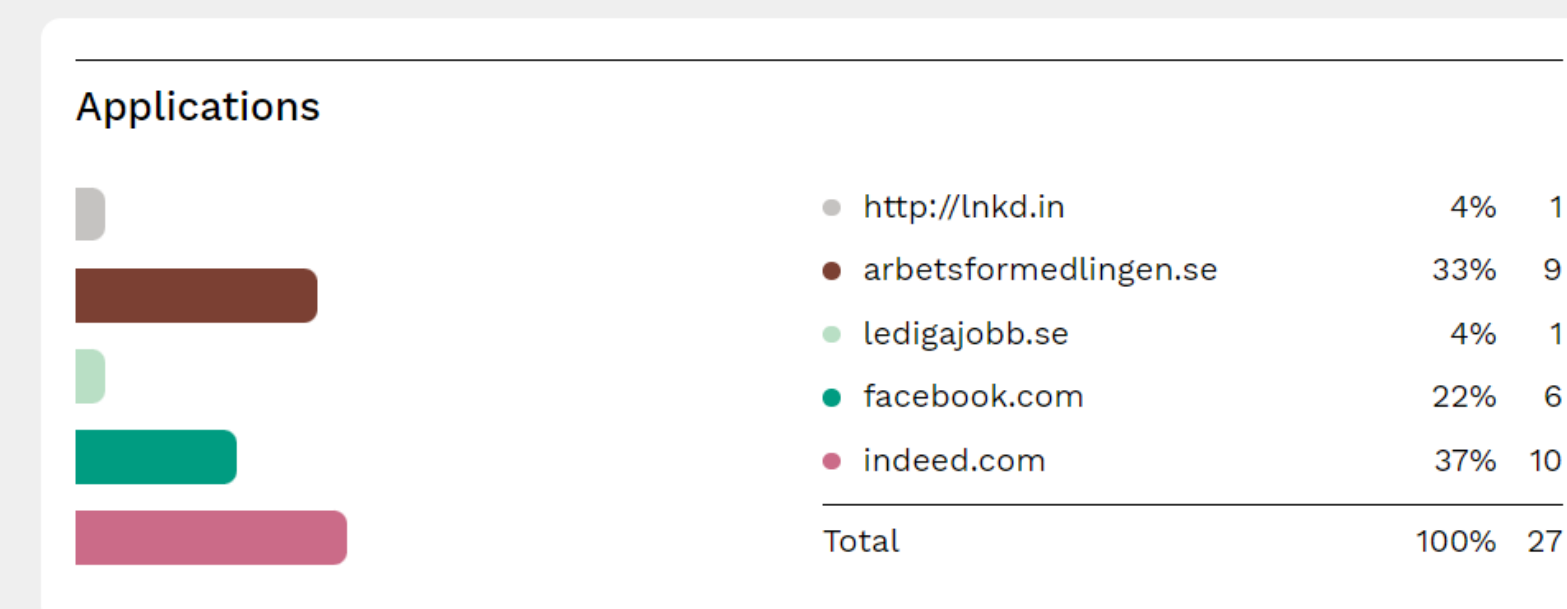 Applications
http://lnkd.in 4% 1
arbetsformedlingen.se 33% 9
ledigajobb.se 4% 1
facebook.com 22% 6
indeed.com 37% 10
Total 100% 27